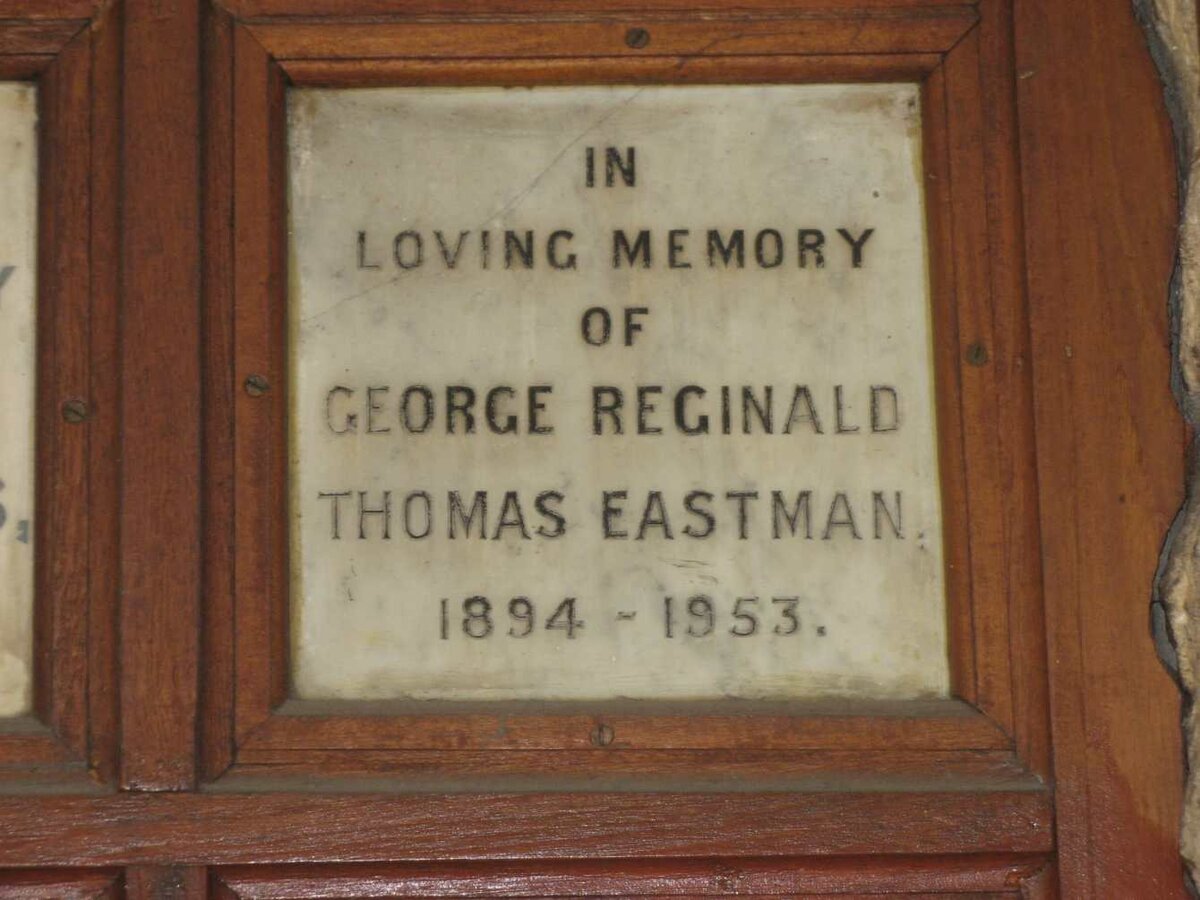 IN
LOVING MEMORY
OF
GEORGE REGINALD
THOMAS EASTMAN.
1894 - 1953.